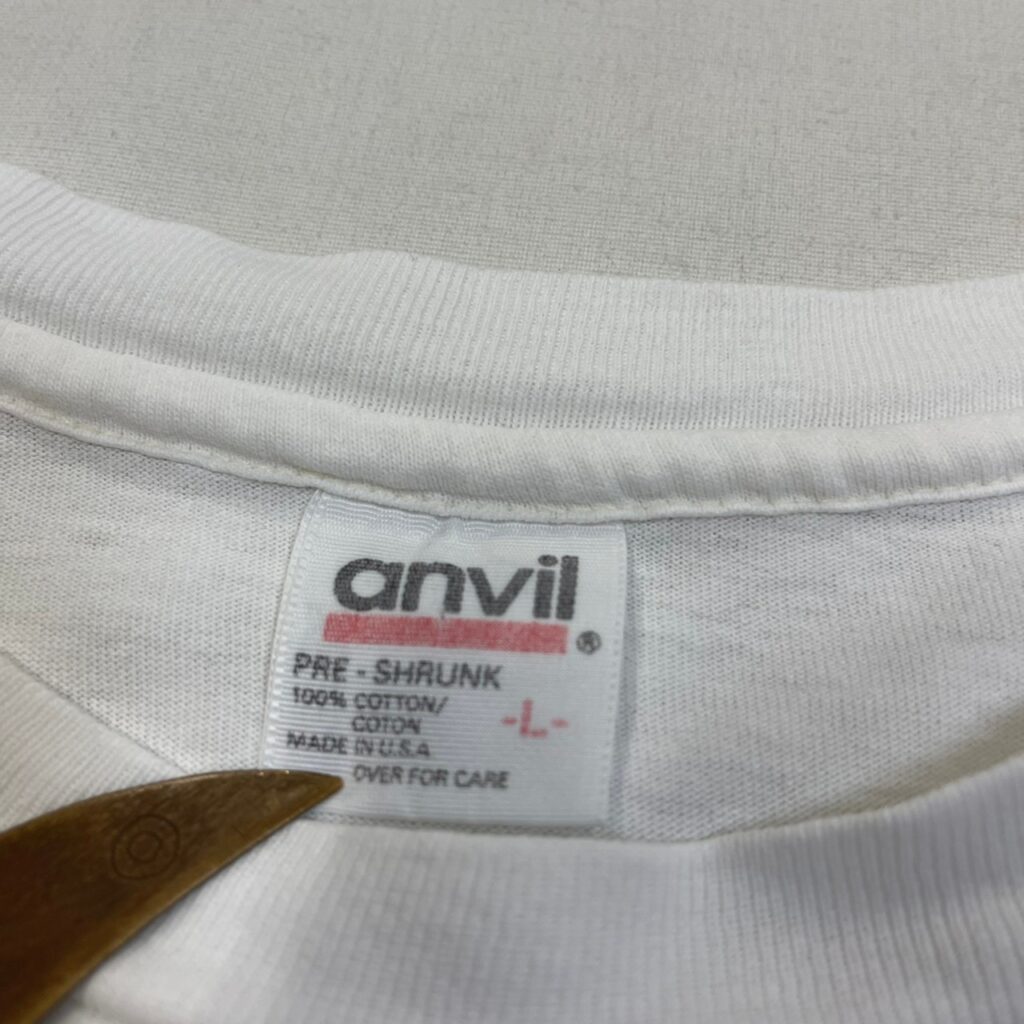 anvil®
PRE - SHRUNK
100% COTTON/
COTON
-L-
MADE IN U.S.A
OVER FOR CARE